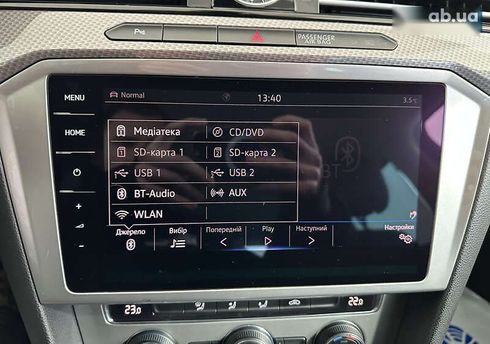 ab.ua
PASSENGER AIR BAG
MENU
HOME
Normal
13:40
3.5°C
Медіатека
CD/DVD
SD-карта 1
SD-карта 2
USB 1
USB 2
BT-Audio
AUX
WLAN
BT
Джерело
Вибір
Попередній
Play
Наступний
Настройки
23.0
22.0